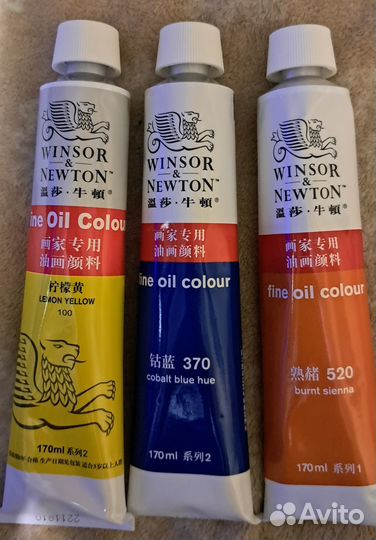 WINSOR
&
NEWTON™
温莎·牛顿®
Fine Oil Colour
画家专用
油画颜料
柠檬黄
LEMON YELLOW
100
170ml 系列2
221101
WINSOR
&
NEWTON™
温莎·牛顿®
画家专用
油画颜料
fine oil colour
钴蓝 370
cobalt blue hue
170ml 系列2
WINSOR
&
NEWTON™
温莎·牛顿®
画家专用
油画颜料
fine oil colour
熟赭 520
burnt sienna
170ml 系列1
Avito